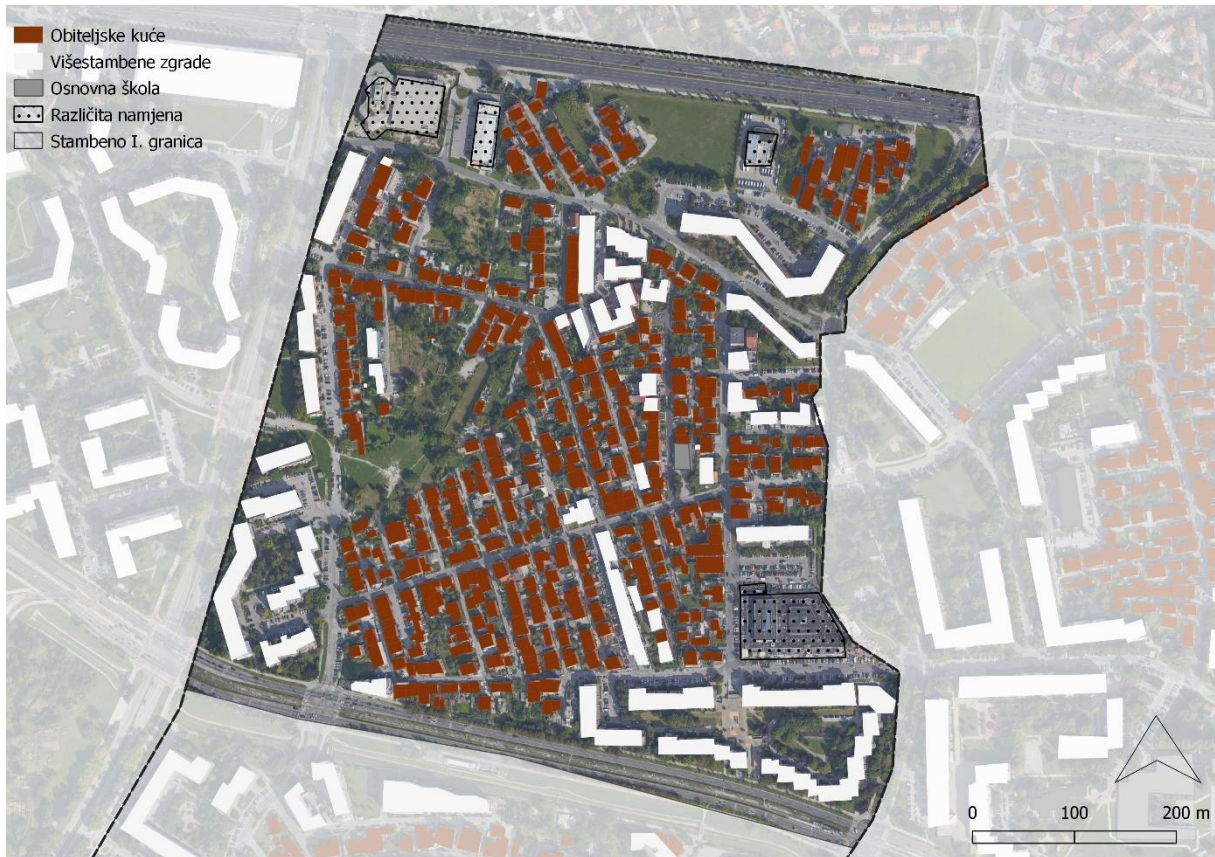 Obiteljske kuće
Višestambene zgrade
Osnovna škola
Različita namjena
Stambeno I. granica
0 100 200 m